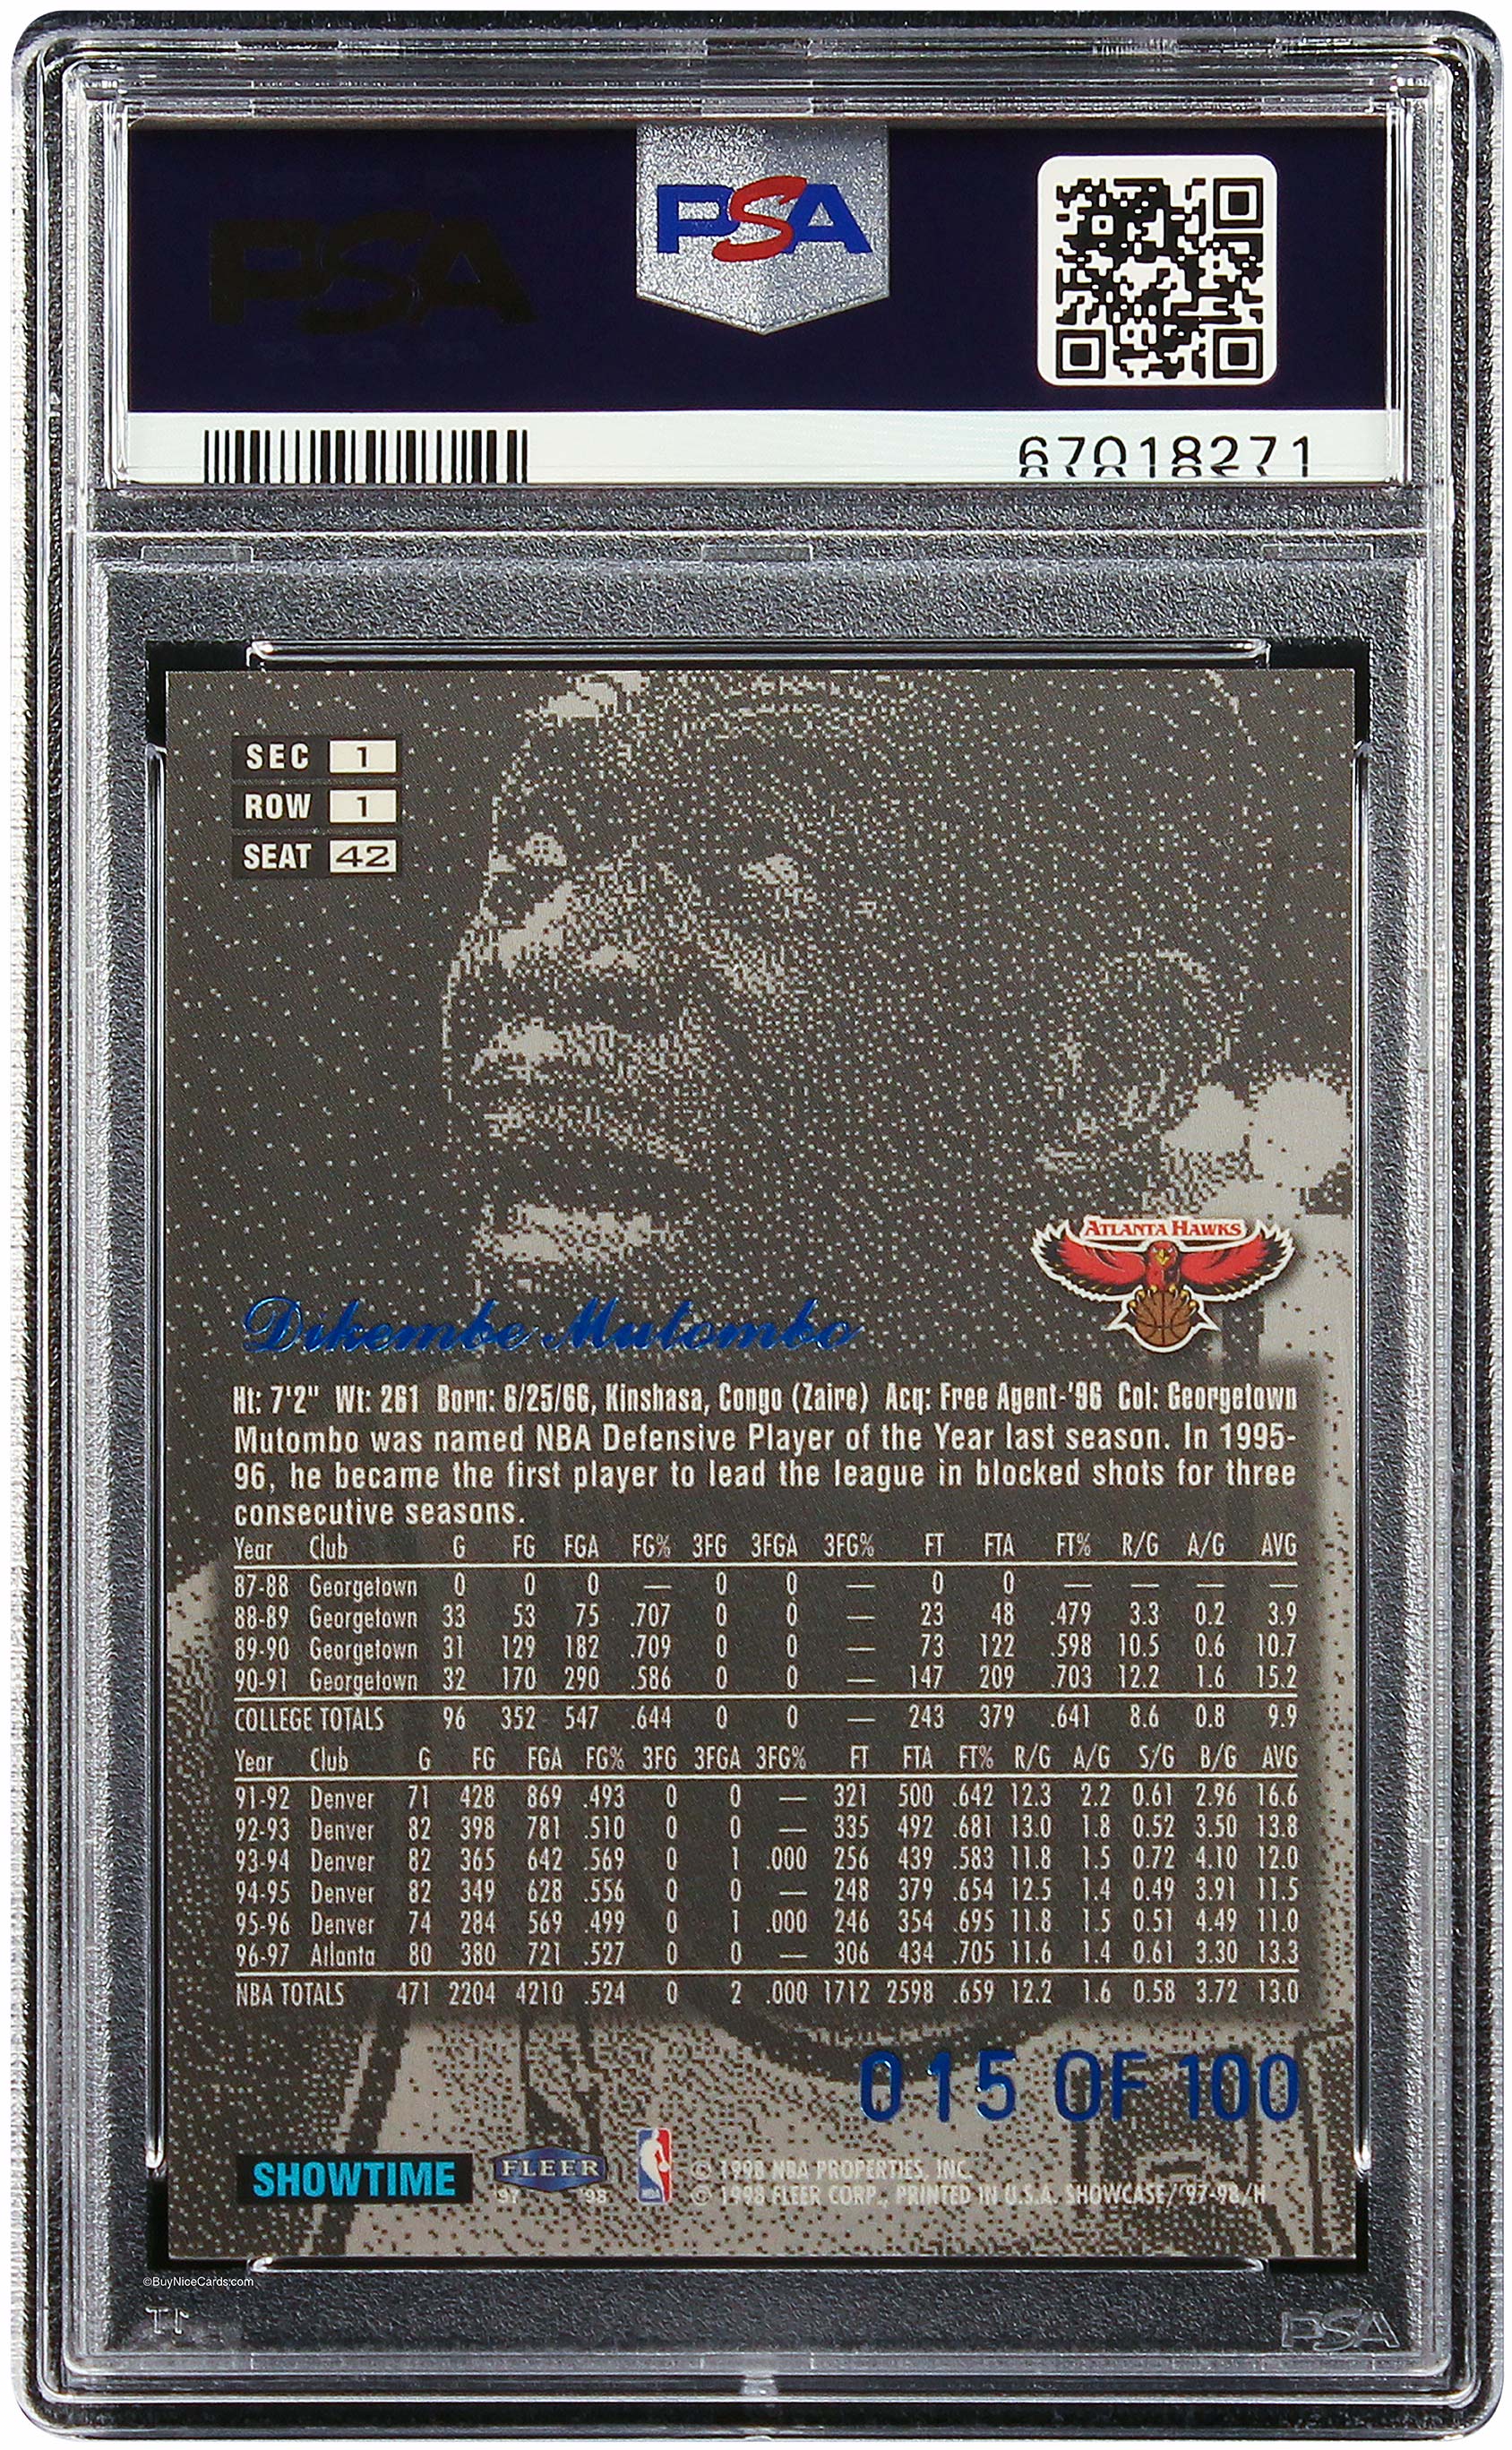 PSA
PSA
67018271
SEC 1
ROW 1
SEAT 42
ATLANTA HAWKS
Dikembe Mutombo
Ht: 7'2" Wt: 261 Born: 6/25/66, Kinshasa, Congo (Zaire) Acq: Free Agent-'96 Col: Georgetown
Mutombo was named NBA Defensive Player of the Year last season. In 1995-
96, he became the first player to lead the league in blocked shots for three
consecutive seasons.
Year Club G FG FGA FG% 3FG 3FGA 3FG% FT FTA FT% R/G A/G AVG
87-88 Georgetown 0 0 0 — 0 0 — 0 0 — — — —
88-89 Georgetown 33 53 75 .707 0 0 — 23 48 .479 3.3 0.2 3.9
89-90 Georgetown 31 129 182 .709 0 0 — 73 122 .598 10.5 0.6 10.7
90-91 Georgetown 32 170 290 .586 0 0 — 147 209 .703 12.2 1.6 15.2
COLLEGE TOTALS 96 352 547 .644 0 0 — 243 379 .641 8.6 0.8 9.9
Year Club G FG FGA FG% 3FG 3FGA 3FG% FT FTA FT% R/G A/G S/G B/G AVG
91-92 Denver 71 428 869 .493 0 0 — 321 500 .642 12.3 2.2 0.61 2.96 16.6
92-93 Denver 82 398 781 .510 0 0 — 335 492 .681 13.0 1.8 0.52 3.50 13.8
93-94 Denver 82 365 642 .569 0 1 .000 256 439 .583 11.8 1.5 0.72 4.10 12.0
94-95 Denver 82 349 628 .556 0 0 — 248 379 .654 12.5 1.4 0.49 3.91 11.5
95-96 Denver 74 284 569 .499 0 1 .000 246 354 .695 11.8 1.5 0.51 4.49 11.0
96-97 Atlanta 80 380 721 .527 0 0 — 306 434 .705 11.6 1.4 0.61 3.30 13.3
NBA TOTALS 471 2204 4210 .524 0 2 .000 1712 2598 .659 12.2 1.6 0.58 3.72 13.0
015 OF 100
SHOWTIME
FLEER
97 98
NBA
© 1998 NBA PROPERTIES, INC.
© 1998 FLEER CORP., PRINTED IN U.S.A. SHOWCASE/'97-98/H
©BuyNiceCards.com
PSA